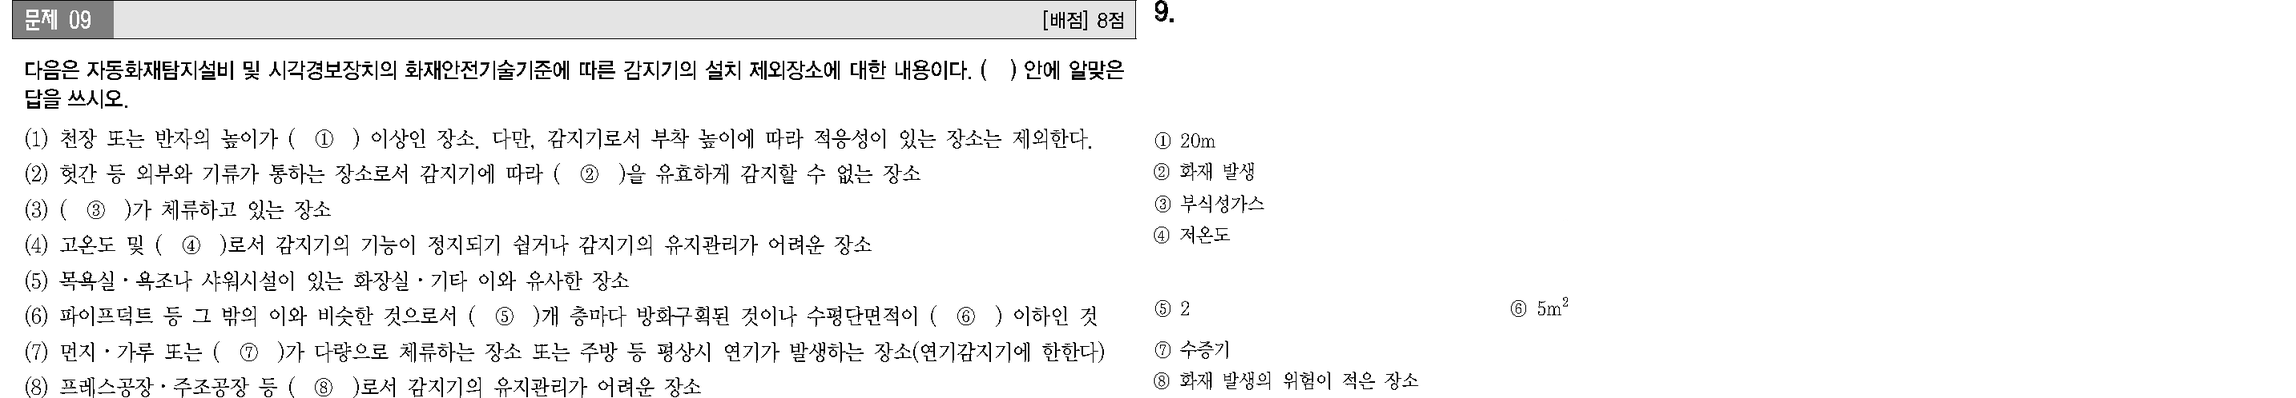 문제 09
[배점] 8점
다음은 자동화재탐지설비 및 시각경보장치의 화재안전기술기준에 따른 감지기의 설치 제외장소에 대한 내용이다. (   ) 안에 알맞은
답을 쓰시오.
(1) 천장 또는 반자의 높이가 ( ① ) 이상인 장소. 다만, 감지기로서 부착 높이에 따라 적응성이 있는 장소는 제외한다.
(2) 헛간 등 외부와 기류가 통하는 장소로서 감지기에 따라 ( ② )을 유효하게 감지할 수 없는 장소
(3) ( ③ )가 체류하고 있는 장소
(4) 고온도 및 ( ④ )로서 감지기의 기능이 정지되기 쉽거나 감지기의 유지관리가 어려운 장소
(5) 목욕실·욕조나 샤워시설이 있는 화장실·기타 이와 유사한 장소
(6) 파이프덕트 등 그 밖의 이와 비슷한 것으로서 ( ⑤ )개 층마다 방화구획된 것이나 수평단면적이 ( ⑥ ) 이하인 것
(7) 먼지·가루 또는 ( ⑦ )가 다량으로 체류하는 장소 또는 주방 등 평상시 연기가 발생하는 장소(연기감지기에 한한다)
(8) 프레스공장·주조공장 등 ( ⑧ )로서 감지기의 유지관리가 어려운 장소
9.
① 20m
② 화재 발생
③ 부식성가스
④ 저온도
⑤ 2
⑥ 5m²
⑦ 수증기
⑧ 화재 발생의 위험이 적은 장소